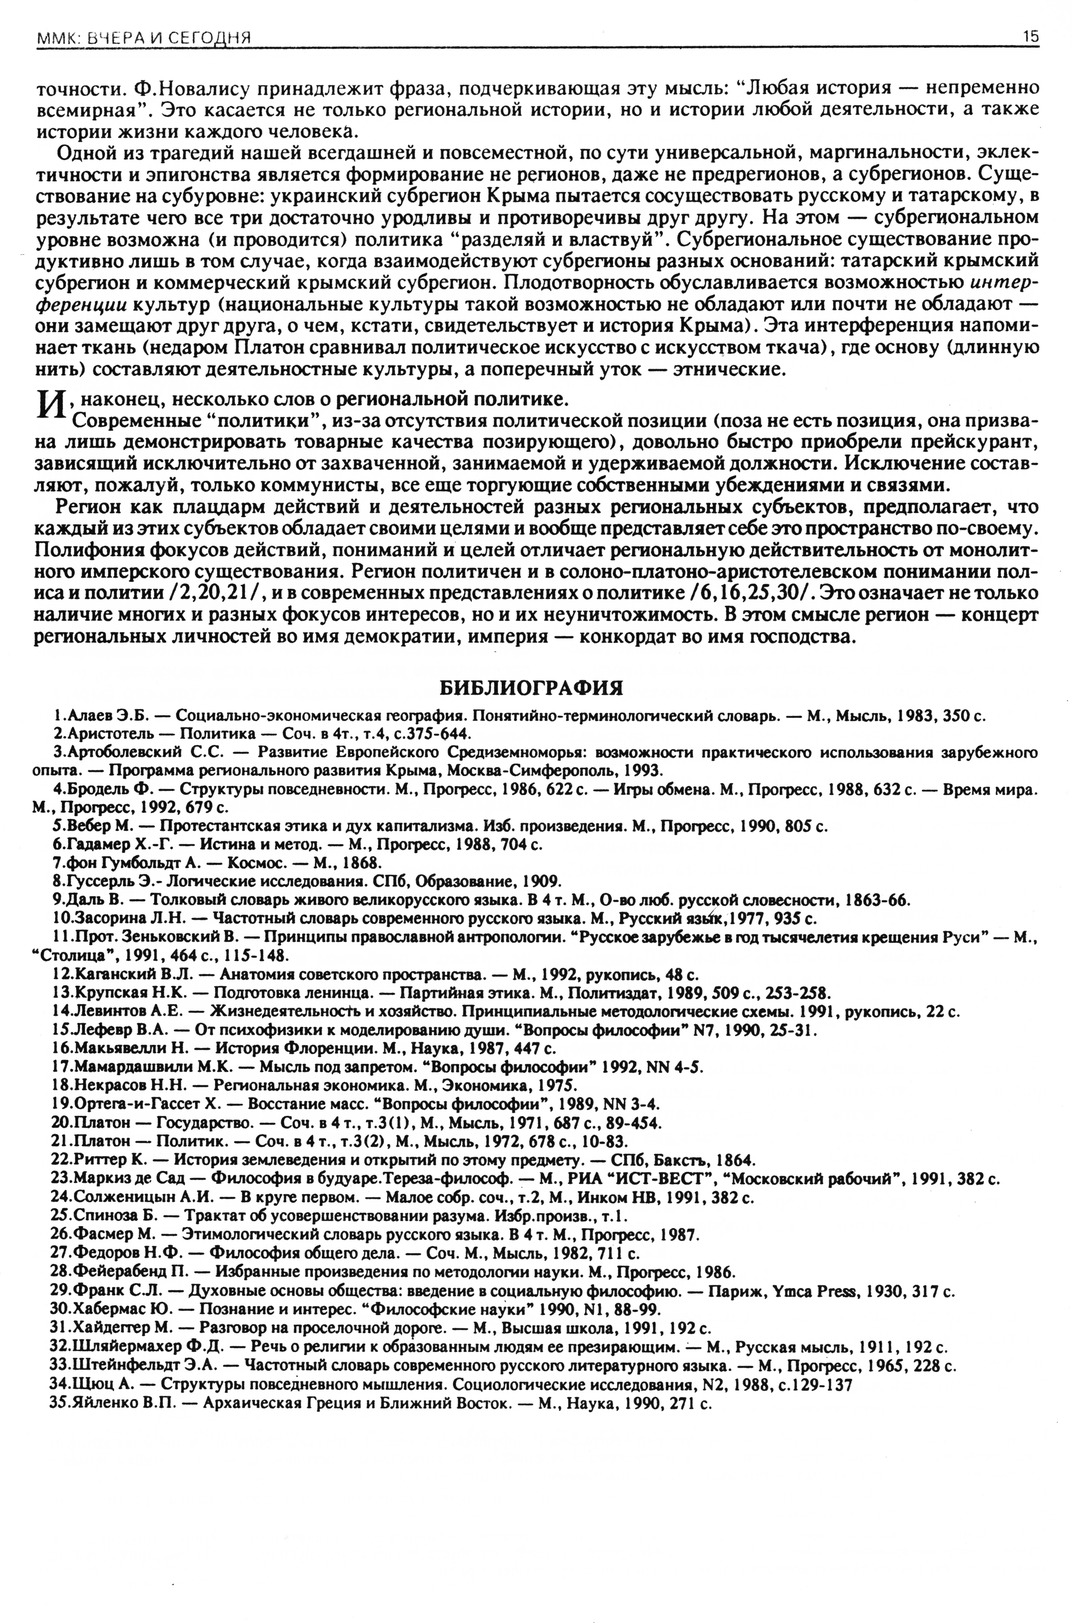 ММК: ВЧЕРА И СЕГОДНЯ 15
точности. Ф.Новалису принадлежит фраза, подчеркивающая эту мысль: “Любая история — непременно
всемирная”. Это касается не только региональной истории, но и истории любой деятельности, а также
истории жизни каждого человека.
Одной из трагедий нашей всегдашней и повсеместной, по сути универсальной, маргинальности, эклек-
тичности и эпигонства является формирование не регионов, даже не предрегионов, а субрегионов. Суще-
ствование на субуровне: украинский субрегион Крыма пытается сосуществовать русскому и татарскому, в
результате чего все три достаточно уродливы и противоречивы друг другу. На этом — субрегиональном
уровне возможна (и проводится) политика “разделяй и властвуй”. Субрегиональное существование про-
дуктивно лишь в том случае, когда взаимодействуют субрегионы разных оснований: татарский крымский
субрегион и коммерческий крымский субрегион. Плодотворность обуславливается возможностью интер-
ференции культур (национальные культуры такой возможностью не обладают или почти не обладают —
они замещают друг друга, о чем, кстати, свидетельствует и история Крыма). Эта интерференция напоми-
нает ткань (недаром Платон сравнивал политическое искусство с искусством ткача), где основу (длинную
нить) составляют деятельностные культуры, а поперечный уток — этнические.
И, наконец, несколько слов о региональной политике.
Современные “политики”, из-за отсутствия политической позиции (поза не есть позиция, она призва-
на лишь демонстрировать товарные качества позирующего), довольно быстро приобрели прейскурант,
зависящий исключительно от захваченной, занимаемой и удерживаемой должности. Исключение состав-
ляют, пожалуй, только коммунисты, все еще торгующие собственными убеждениями и связями.
Регион как плацдарм действий и деятельностей разных региональных субъектов, предполагает, что
каждый из этих субъектов обладает своими целями и вообще представляет себе это пространство по-своему.
Полифония фокусов действий, пониманий и целей отличает региональную действительность от монолит-
ного имперского существования. Регион политичен и в солоно-платоно-аристотелевском понимании пол-
иса и политии /2,20,21/, и в современных представлениях о политике /6,16,25,30/. Это означает не только
наличие многих и разных фокусов интересов, но и их неуничтожимость. В этом смысле регион — концерт
региональных личностей во имя демократии, империя — конкордат во имя господства.
БИБЛИОГРАФИЯ
1.Алаев Э.Б. — Социально-экономическая география. Понятийно-терминологический словарь. — М., Мысль, 1983, 350 с.
2.Аристотель — Политика — Соч. в 4т., т.4, с.375-644.
3.Артоболевский С.С. — Развитие Европейского Средиземноморья: возможности практического использования зарубежного
опыта. — Программа регионального развития Крыма, Москва-Симферополь, 1993.
4.Бродель Ф. — Структуры повседневности. М., Прогресс, 1986, 622 с. — Игры обмена. М., Прогресс, 1988, 632 с. — Время мира.
М., Прогресс, 1992, 679 с.
5.Вебер М. — Протестантская этика и дух капитализма. Изб. произведения. М., Прогресс, 1990, 805 с.
6.Гадамер Х.-Г. — Истина и метод. — М., Прогресс, 1988, 704 с.
7.фон Гумбольдт А. — Космос. — М., 1868.
8.Гуссерль Э.- Логические исследования. СПб, Образование, 1909.
9.Даль В. — Толковый словарь живого великорусского языка. В 4 т. М., О-во люб. русской словесности, 1863-66.
10.Засорина Л.Н. — Частотный словарь современного русского языка. М., Русский язык,1977, 935 с.
11.Прот. Зеньковский В. — Принципы православной антропологии. “Русское зарубежье в год тысячелетия крещения Руси” — М.,
“Столица”, 1991, 464 с., 115-148.
12.Каганский В.Л. — Анатомия советского пространства. — М., 1992, рукопись, 48 с.
13.Крупская Н.К. — Подготовка ленинца. — Партийная этика. М., Политиздат, 1989, 509 с., 253-258.
14.Левинтов А.Е. — Жизнедеятельность и хозяйство. Принципиальные методологические схемы. 1991, рукопись, 22 с.
15.Лефевр В.А. — От психофизики к моделированию души. “Вопросы философии” N7, 1990, 25-31.
16.Макьявелли Н. — История Флоренции. М., Наука, 1987, 447 с.
17.Мамардашвили М.К. — Мысль под запретом. “Вопросы философии” 1992, NN 4-5.
18.Некрасов Н.Н. — Региональная экономика. М., Экономика, 1975.
19.Ортега-и-Гассет Х. — Восстание масс. “Вопросы философии”, 1989, NN 3-4.
20.Платон — Государство. — Соч. в 4 т., т.3(1), М., Мысль, 1971, 687 с., 89-454.
21.Платон — Политик. — Соч. в 4 т., т.3(2), М., Мысль, 1972, 678 с., 10-83.
22.Риттер К. — История землеведения и открытий по этому предмету. — СПб, Баксть, 1864.
23.Маркиз де Сад — Философия в будуаре.Тереза-философ. — М., РИА “ИСТ-ВЕСТ”, “Московский рабочий”, 1991, 382 с.
24.Солженицын А.И. — В круге первом. — Малое собр. соч., т.2, М., Инком НВ, 1991, 382 с.
25.Спиноза Б. — Трактат об усовершенствовании разума. Избр.произв., т.1.
26.Фасмер М. — Этимологический словарь русского языка. В 4 т. М., Прогресс, 1987.
27.Федоров Н.Ф. — Философия общего дела. — Соч. М., Мысль, 1982, 711 с.
28.Фейерабенд П. — Избранные произведения по методологии науки. М., Прогресс, 1986.
29.Франк С.Л. — Духовные основы общества: введение в социальную философию. — Париж, Ymca Press, 1930, 317 с.
30.Хабермас Ю. — Познание и интерес. “Философские науки” 1990, N1, 88-99.
31.Хайдеггер М. — Разговор на проселочной дороге. — М., Высшая школа, 1991, 192 с.
32.Шляйермахер Ф.Д. — Речь о религии к образованным людям ее презирающим. — М., Русская мысль, 1911, 192 с.
33.Штейнфельдт Э.А. — Частотный словарь современного русского литературного языка. — М., Прогресс, 1965, 228 с.
34.Щюц А. — Структуры повседневного мышления. Социологические исследования, N2, 1988, с.129-137
35.Яйленко В.П. — Архаическая Греция и Ближний Восток. — М., Наука, 1990, 271 с.